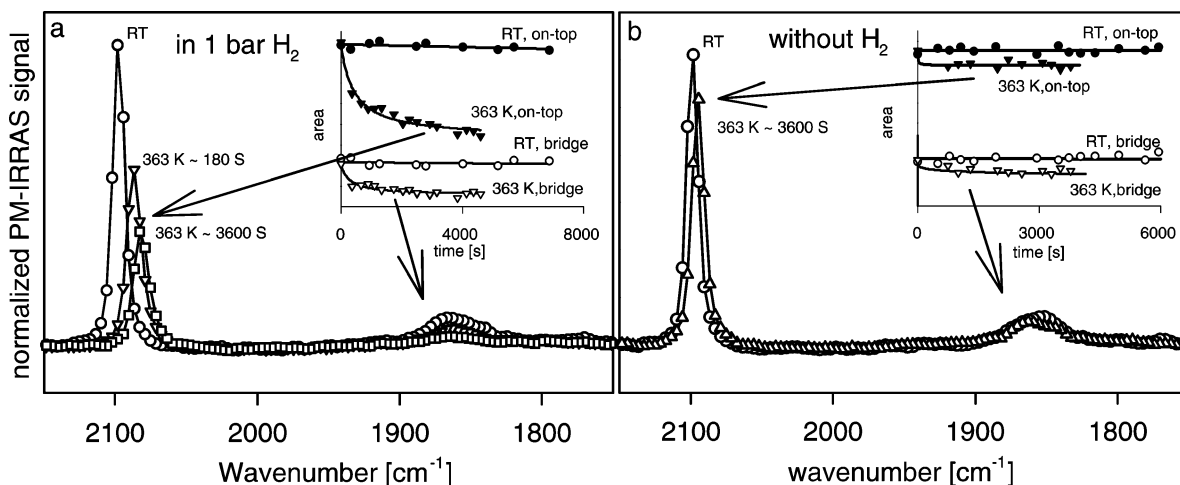 normalized PM-IRRAS signal
a
RT
in 1 bar H2
363 K ~ 180 S
363 K ~ 3600 S
area
RT, on-top
363 K,on-top
RT, bridge
363 K,bridge
0
4000
8000
time [s]
2100
2000
1900
1800
Wavenumber [cm-1]
b
RT
without H2
363 K ~ 3600 S
area
RT, on-top
363 K,on-top
RT, bridge
363 K,bridge
0
3000
6000
time [s]
2100
2000
1900
1800
wavenumber [cm-1]